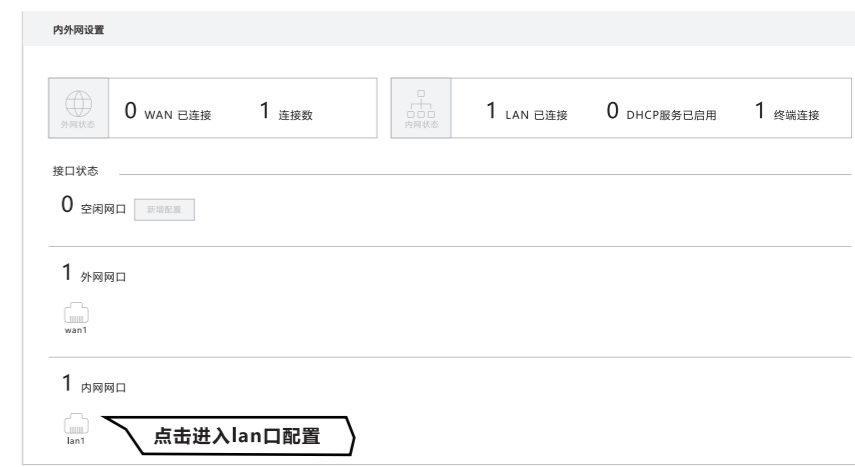 内外网设置
外网状态
0 WAN 已连接 1 连接数
内网状态
1 LAN 已连接 0 DHCP服务已启用 1 终端连接
接口状态
0 空闲网口 新增配置
1 外网网口
wan1
1 内网网口
lan1
点击进入lan口配置